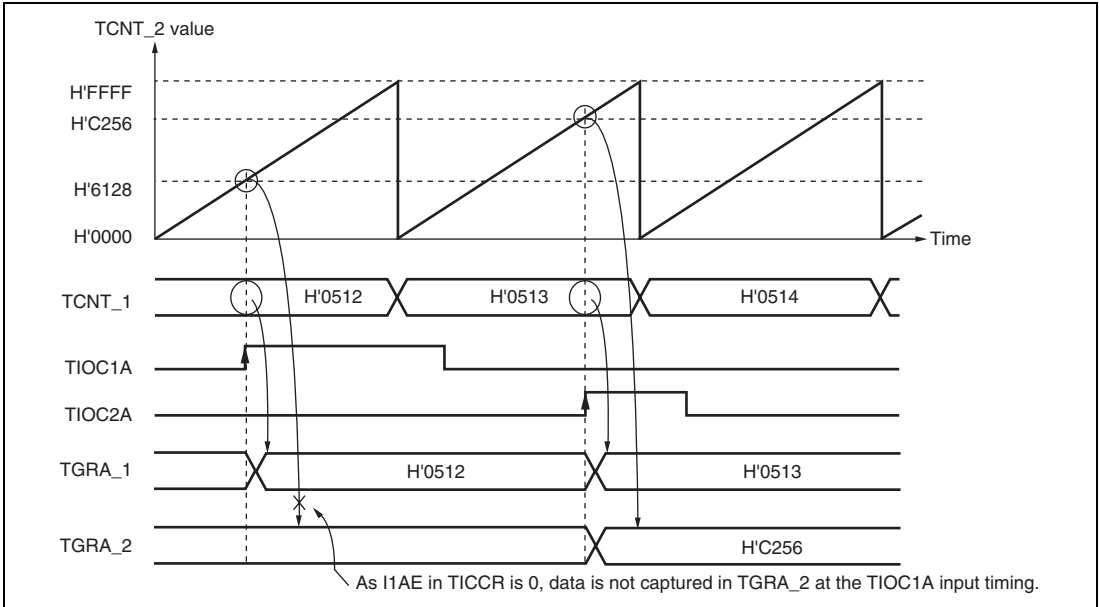 TCNT_2 value
H'FFFF
H'C256
H'6128
H'0000
Time
TCNT_1
H'0512
H'0513
H'0514
TIOC1A
TIOC2A
TGRA_1
H'0512
H'0513
TGRA_2
H'C256
As I1AE in TICCR is 0, data is not captured in TGRA_2 at the TIOC1A input timing.